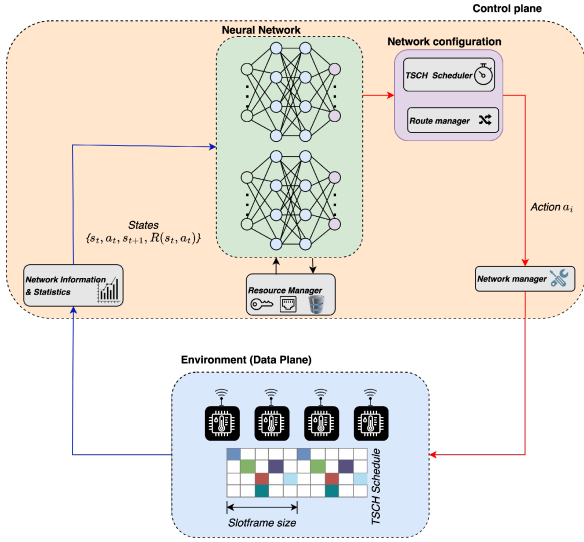 Control plane
Neural Network
Network configuration
TSCH Scheduler
Route manager
States
{s_t, a_t, s_{t+1}, R(s_t, a_t)}
Action a_i
Network Information
& Statistics
Resource Manager
Network manager
Environment (Data Plane)
TSCH Schedule
Slotframe size